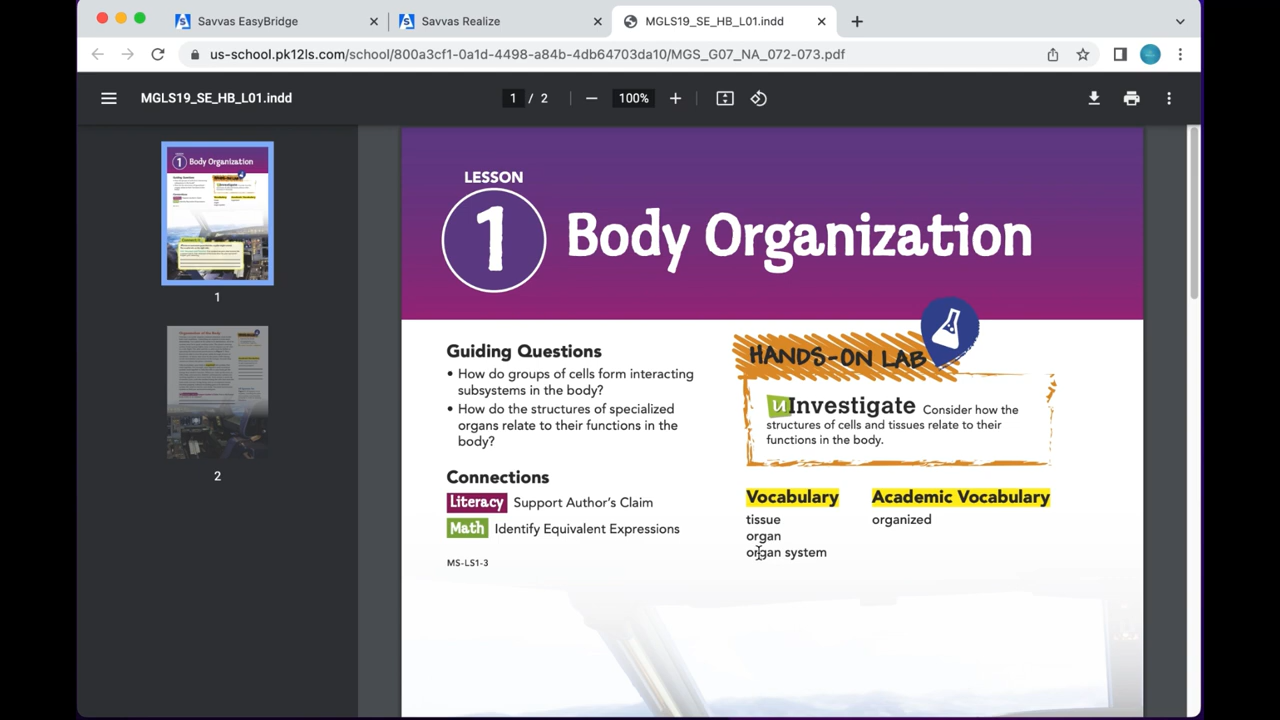 Savvas EasyBridge
Savvas Realize
MGLS19_SE_HB_L01.indd
us-school.pk12ls.com/school/800a3cf1-0a1d-4498-a84b-4db64703da10/MGS_G07_NA_072-073.pdf
MGLS19_SE_HB_L01.indd
1 / 2
100%
1 Body Organization
1
2
LESSON
1
Body Organization
Guiding Questions
• How do groups of cells form interacting
subsystems in the body?
• How do the structures of specialized
organs relate to their functions in the
body?
Connections
Literacy Support Author's Claim
Math Identify Equivalent Expressions
MS-LS1-3
HANDS-ON LAB
uInvestigate Consider how the
structures of cells and tissues relate to their
functions in the body.
Vocabulary
tissue
organ
organ system
Academic Vocabulary
organized